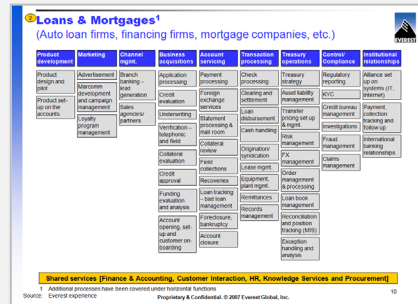 2 Loans & Mortgages1
(Auto loan firms, financing firms, mortgage companies, etc.)
EVEREST
Product
development
Product
design and
pilot
Product set-
up on the
accounts
Marketing
Advertisement
Marcomm
development
and campaign
management
Loyalty
program
management
Channel
mgmt.
Branch
banking –
lead
generation
Sales
agencies/
partners
Business
acquisitions
Application
processing
Credit
evaluation
Underwriting
Verification –
telephonic
and field
Collateral
evaluation
Credit
approval
Funding
evaluation
and analysis
Account
opening, set-
up and
customer on-
boarding
Account
servicing
Payment
processing
Foreign
exchange
services
Statement
processing &
mail room
Collateral
review
Field
collections
Recoveries
Loan tracking
– bad loan
management
Foreclosure,
bankruptcy
Account
closure
Transaction
processing
Check
processing
Clearing and
settlement
Loan
disbursement
Cash handling
Origination/
syndication
Lease mgmt.
Equipment,
plant mgmt.
Remittances
Records
management
Treasury
operations
Treasury
strategy
Asset liability
management
Transfer
pricing set up
& mgmt.
Risk
management
FX
management
Order
management
& processing
Loan book
management
Reconciliation
and position
tracking (MIS)
Exception
handling and
analysis
Control/
Compliance
Regulatory
reporting
KYC
Credit bureau
management
Investigations
Fraud
management
Claims
management
Institutional
relationships
Alliance set
up on
systems (IT,
internet)
Payment,
collection
tracking and
follow up
International
banking
relationships
Shared services [Finance & Accounting, Customer Interaction, HR, Knowledge Services and Procurement]
1 Additional processes have been covered under horizontal functions
Source: Everest experience
Proprietary & Confidential. © 2007 Everest Global, Inc.
10